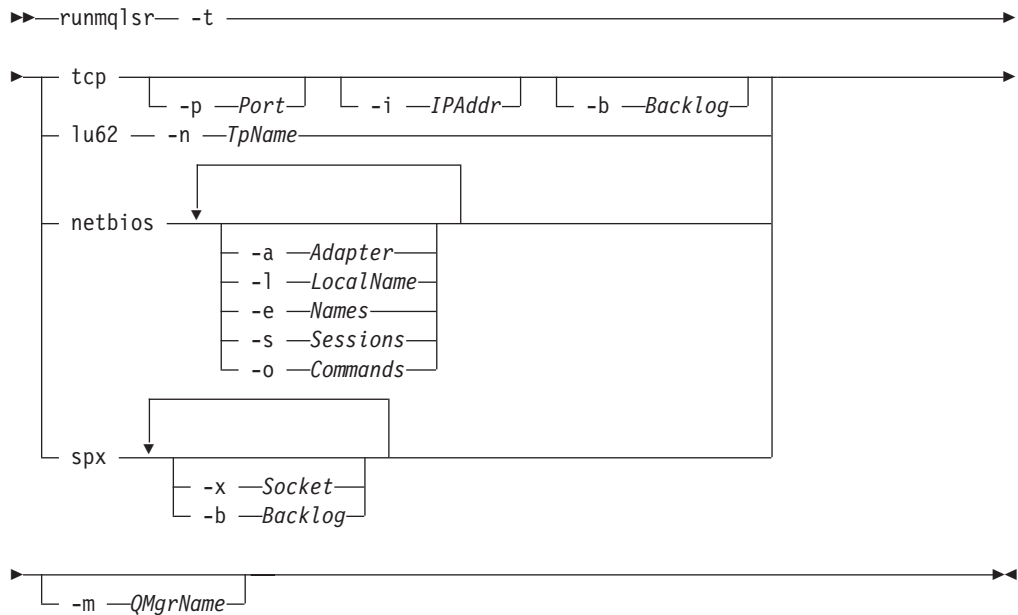 runmqlsr -t
tcp
-p Port -i IPAddr -b Backlog
lu62 -n TpName
netbios
-a Adapter
-l LocalName
-e Names
-s Sessions
-o Commands
spx
-x Socket
-b Backlog
-m QMgrName